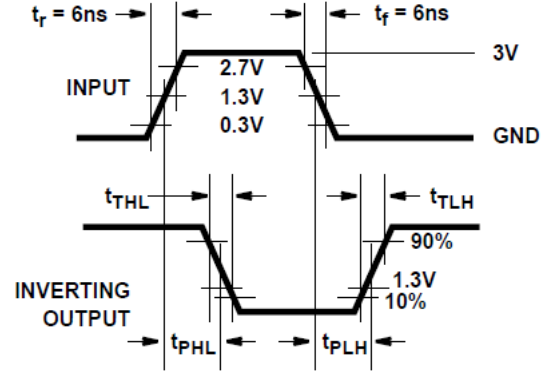 tr = 6ns
tf = 6ns
3V
INPUT
2.7V
1.3V
0.3V
GND
tTHL
tTLH
90%
1.3V
10%
INVERTING
OUTPUT
tPHL
tPLH